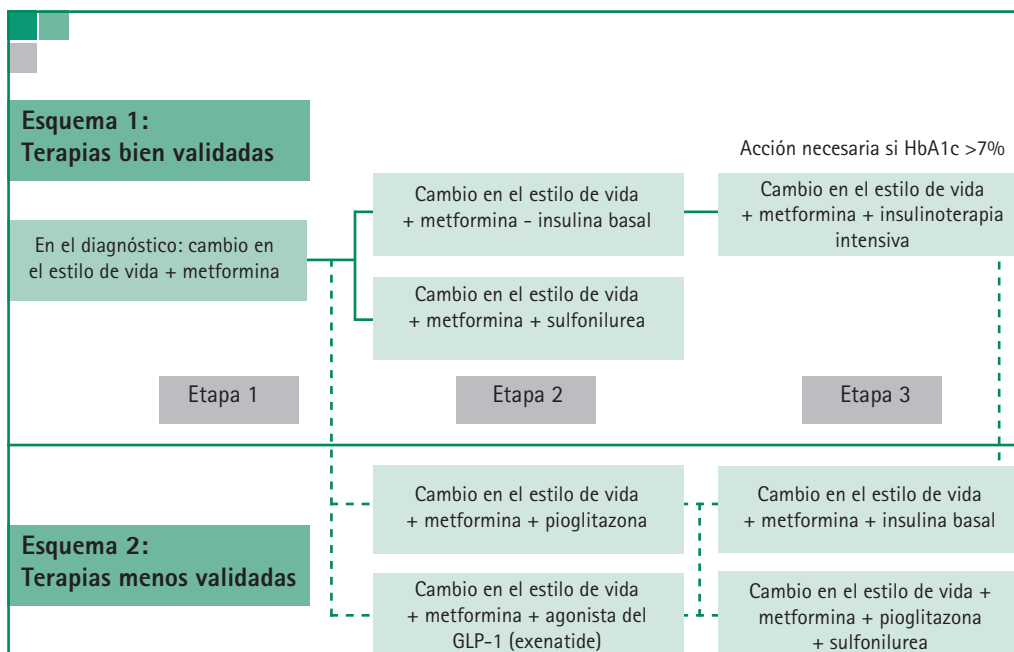 Esquema 1:
Terapias bien validadas
Acción necesaria si HbA1c >7%
En el diagnóstico: cambio en
el estilo de vida + metformina
Cambio en el estilo de vida
+ metformina - insulina basal
Cambio en el estilo de vida
+ metformina + insulinoterapia
intensiva
Cambio en el estilo de vida
+ metformina + sulfonilurea
Etapa 1
Etapa 2
Etapa 3
Esquema 2:
Terapias menos validadas
Cambio en el estilo de vida
+ metformina + pioglitazona
Cambio en el estilo de vida
+ metformina + insulina basal
Cambio en el estilo de vida
+ metformina + agonista del
GLP-1 (exenatide)
Cambio en el estilo de vida +
metformina + pioglitazona
+ sulfonilurea